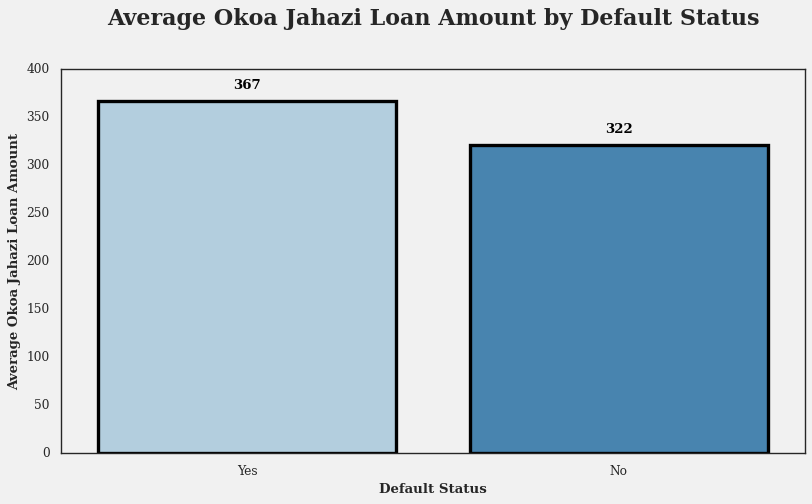 Average Okoa Jahazi Loan Amount by Default Status
Average Okoa Jahazi Loan Amount
400
350
300
250
200
150
100
50
0
367
322
Yes
No
Default Status